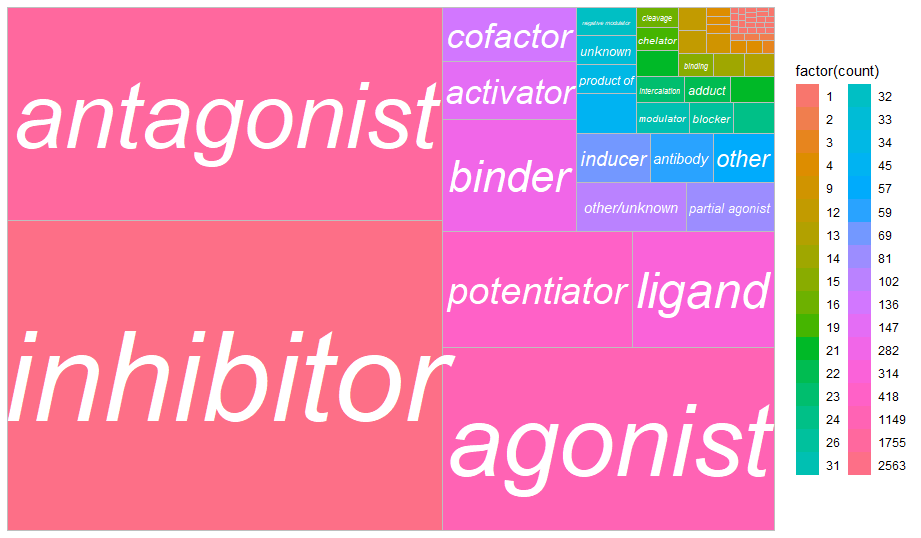 antagonist
inhibitor
cofactor
activator
binder
negative modulator
unknown
product of
cleavage
chelator
binding
intercalation
adduct
modulator
blocker
inducer
antibody
other
other/unknown
partial agonist
potentiator
ligand
agonist
factor(count)
1
2
3
4
9
12
13
14
15
16
19
21
22
23
24
26
31
32
33
34
45
57
59
69
81
102
136
147
282
314
418
1149
1755
2563